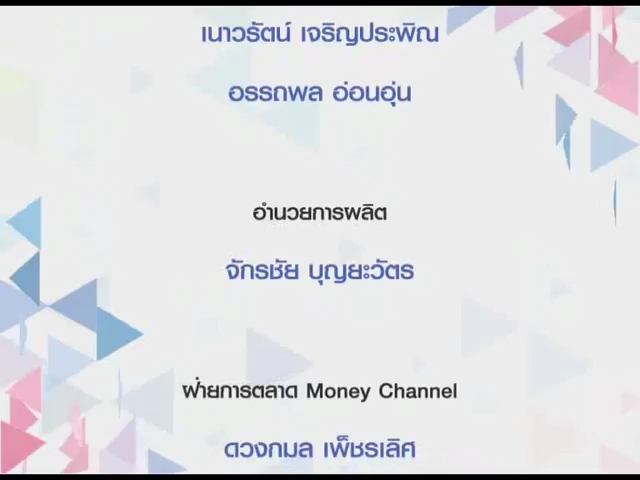 เนาวรัตน์ เจริญประพิณ
อรรถพล อ่อนอุ่น
อำนวยการผลิต
จักรชัย บุญยะวัตร
ฝ่ายการตลาด Money Channel
ดวงกมล เพ็ชรเลิศ